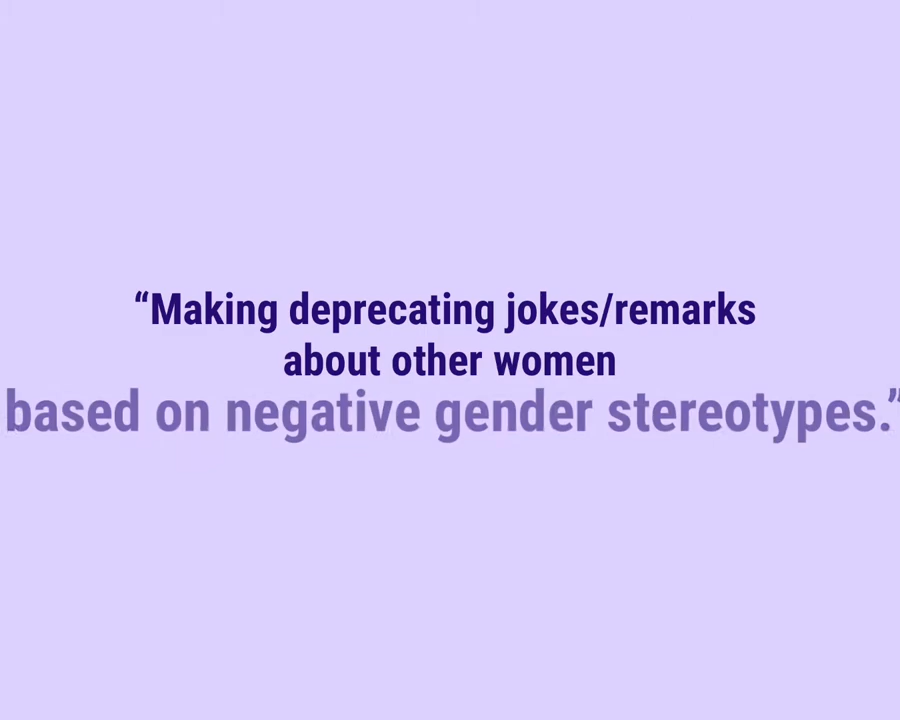 “Making deprecating jokes/remarks
about other women
based on negative gender stereotypes.”